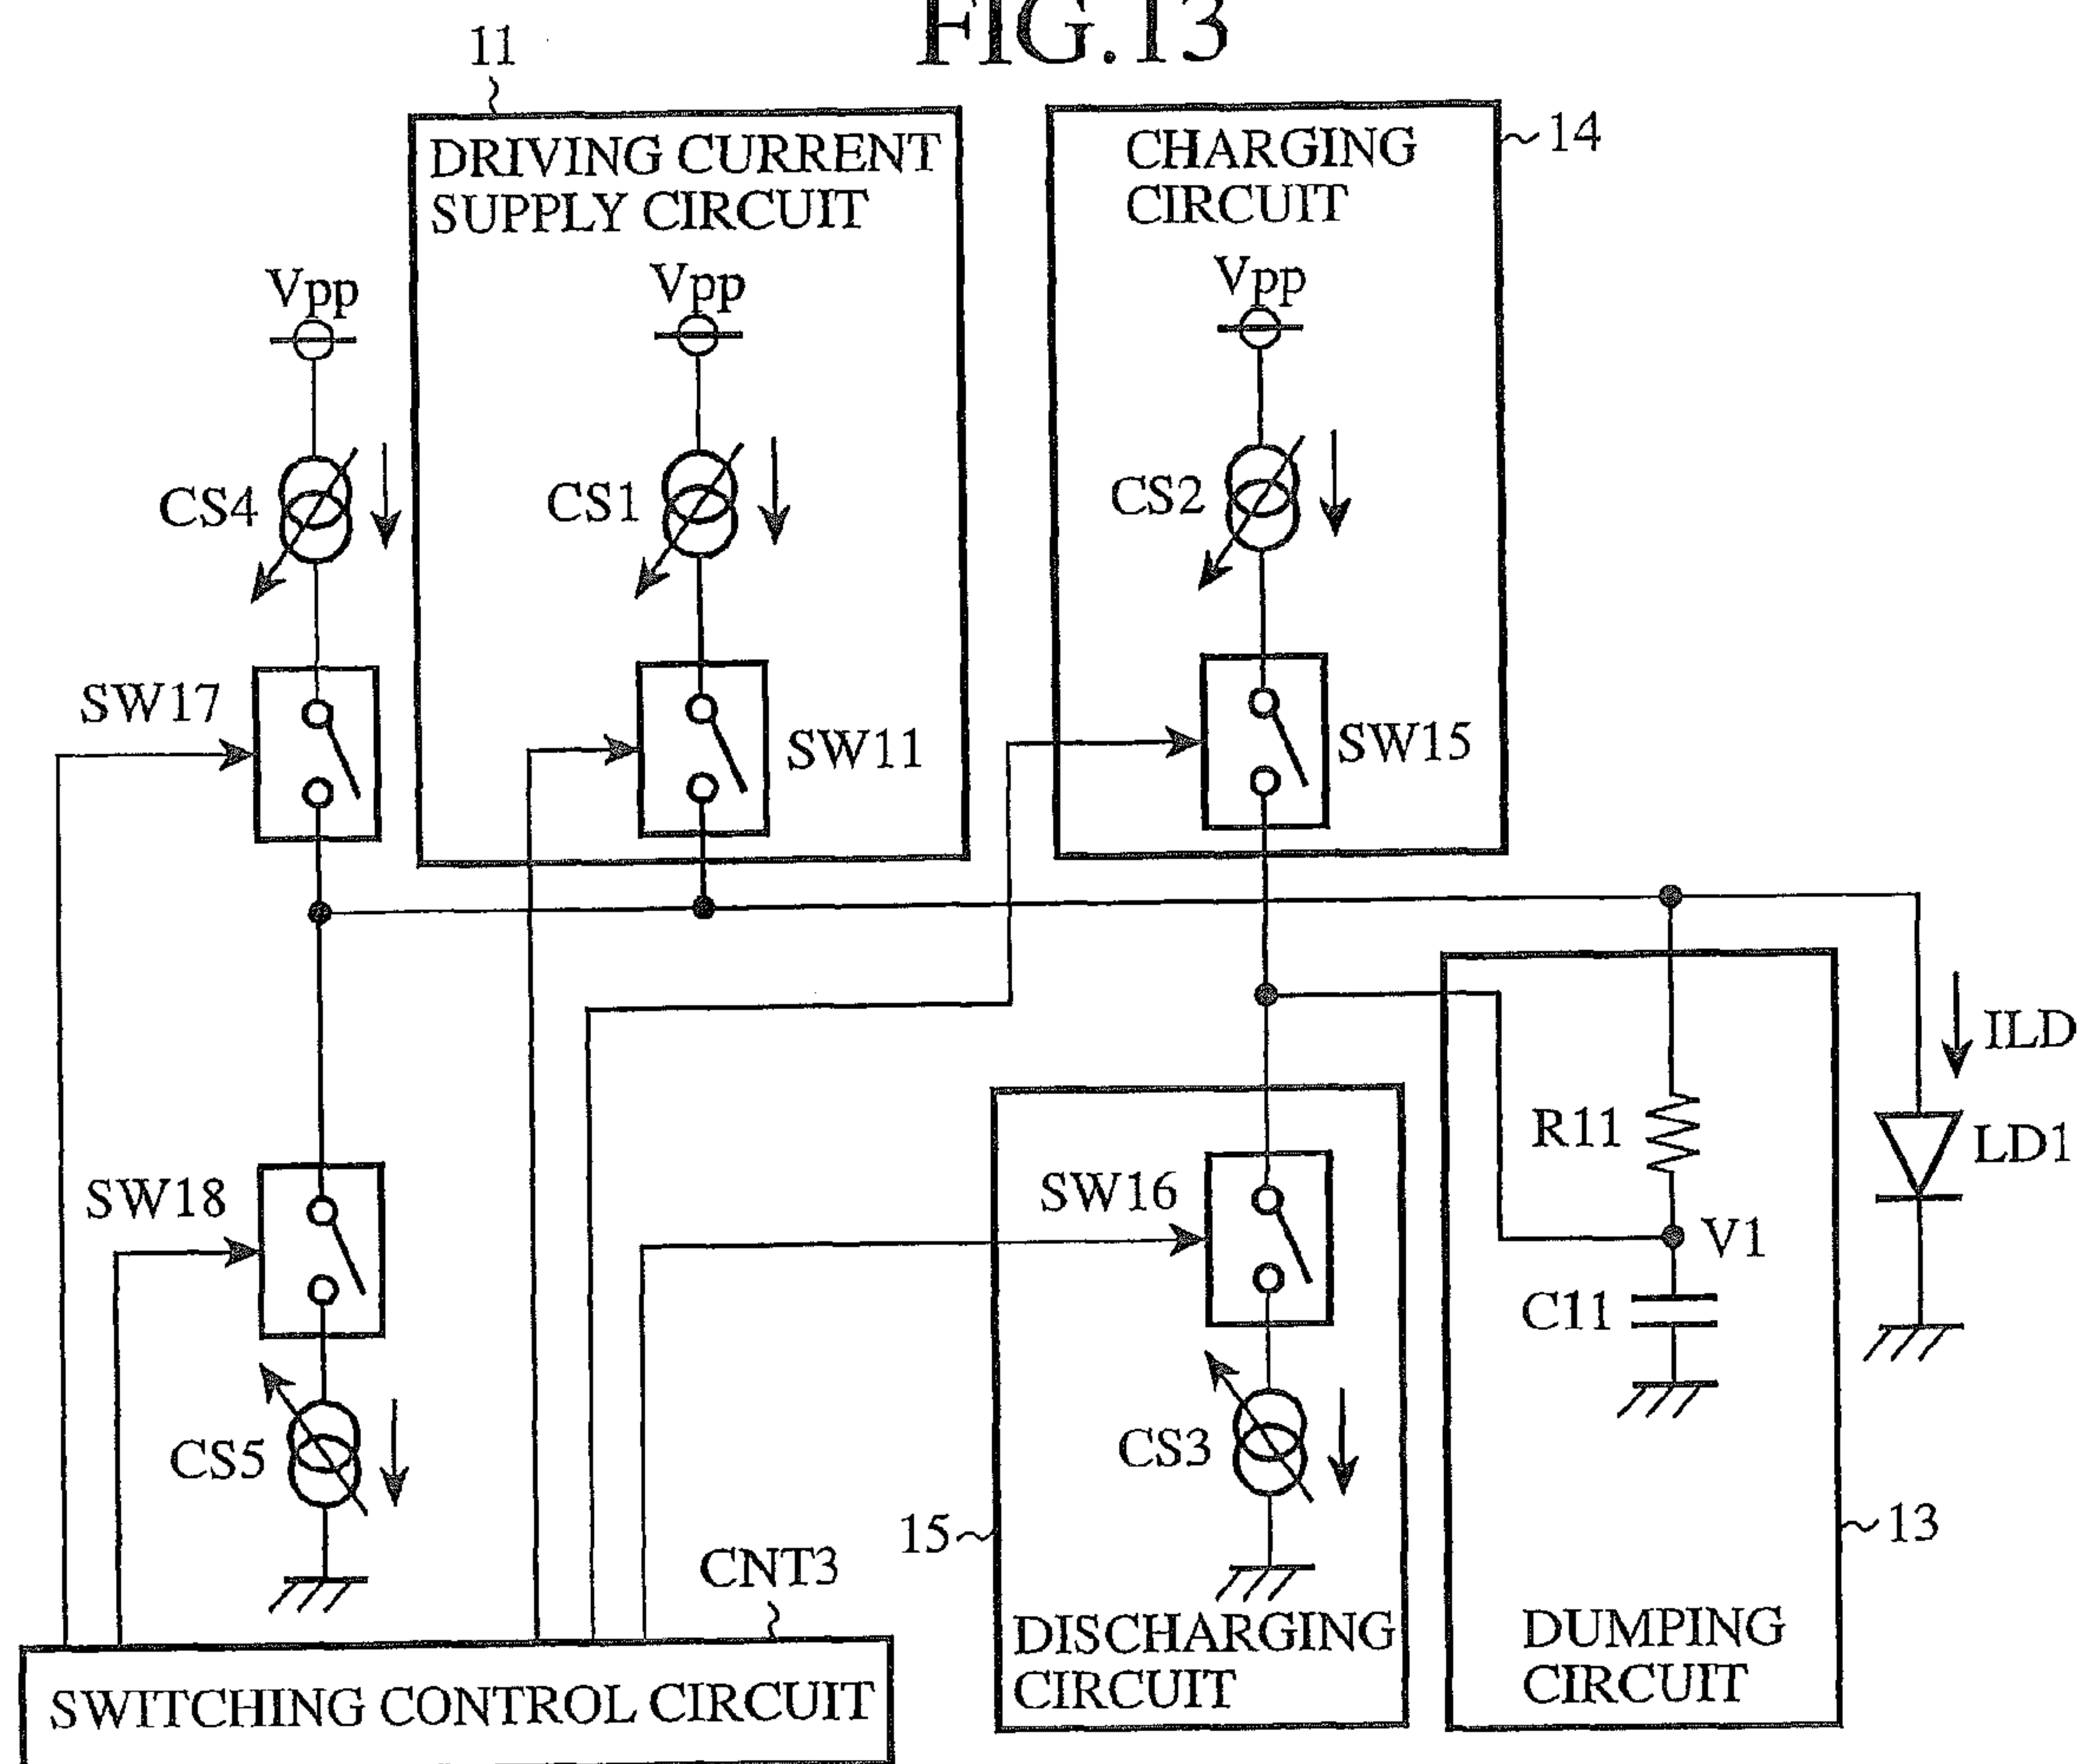 FIG.13
11
DRIVING CURRENT
SUPPLY CIRCUIT
CHARGING
CIRCUIT
14
Vpp
Vpp
Vpp
CS4
CS1
CS2
SW17
SW11
SW15
ILD
R11
LD1
SW18
SW16
V1
C11
CS5
CS3
15
13
CNT3
DISCHARGING
CIRCUIT
DUMPING
CIRCUIT
SWITCHING CONTROL CIRCUIT